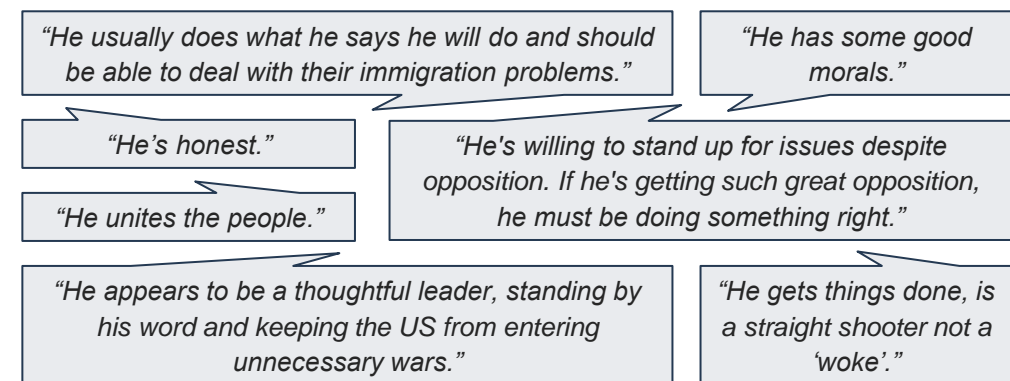 “He usually does what he says he will do and should
be able to deal with their immigration problems.”
“He has some good
morals.”
“He’s honest.”
“He's willing to stand up for issues despite
opposition. If he's getting such great opposition,
he must be doing something right.”
“He unites the people.”
“He appears to be a thoughtful leader, standing by
his word and keeping the US from entering
unnecessary wars.”
“He gets things done, is
a straight shooter not a
‘woke’.”